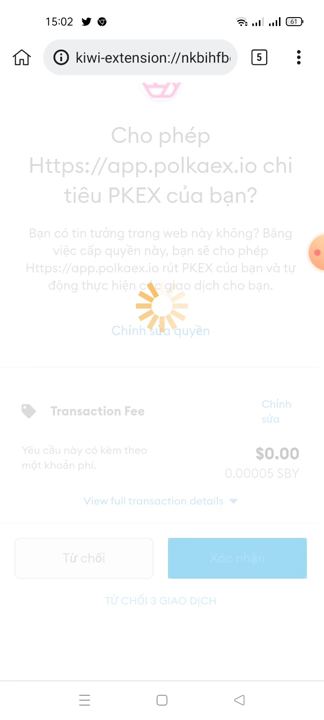 15:02
61
kiwi-extension://nkbihfb
5
Cho phép
Https://app.polkaex.io chi
tiêu PKEX của bạn?
Bạn có tin tưởng trang web này không? Bằng
việc cấp quyền này, bạn sẽ cho phép
Https://app.polkaex.io rút PKEX của bạn và tự
động thực hiện các giao dịch cho bạn.
Chỉnh sửa quyền
Transaction Fee
Chỉnh
sửa
Yêu cầu này có kèm theo
một khoản phí.
$0.00
0.00005 SBY
View full transaction details
Từ chối
Xác nhận
TỪ CHỐI 3 GIAO DỊCH